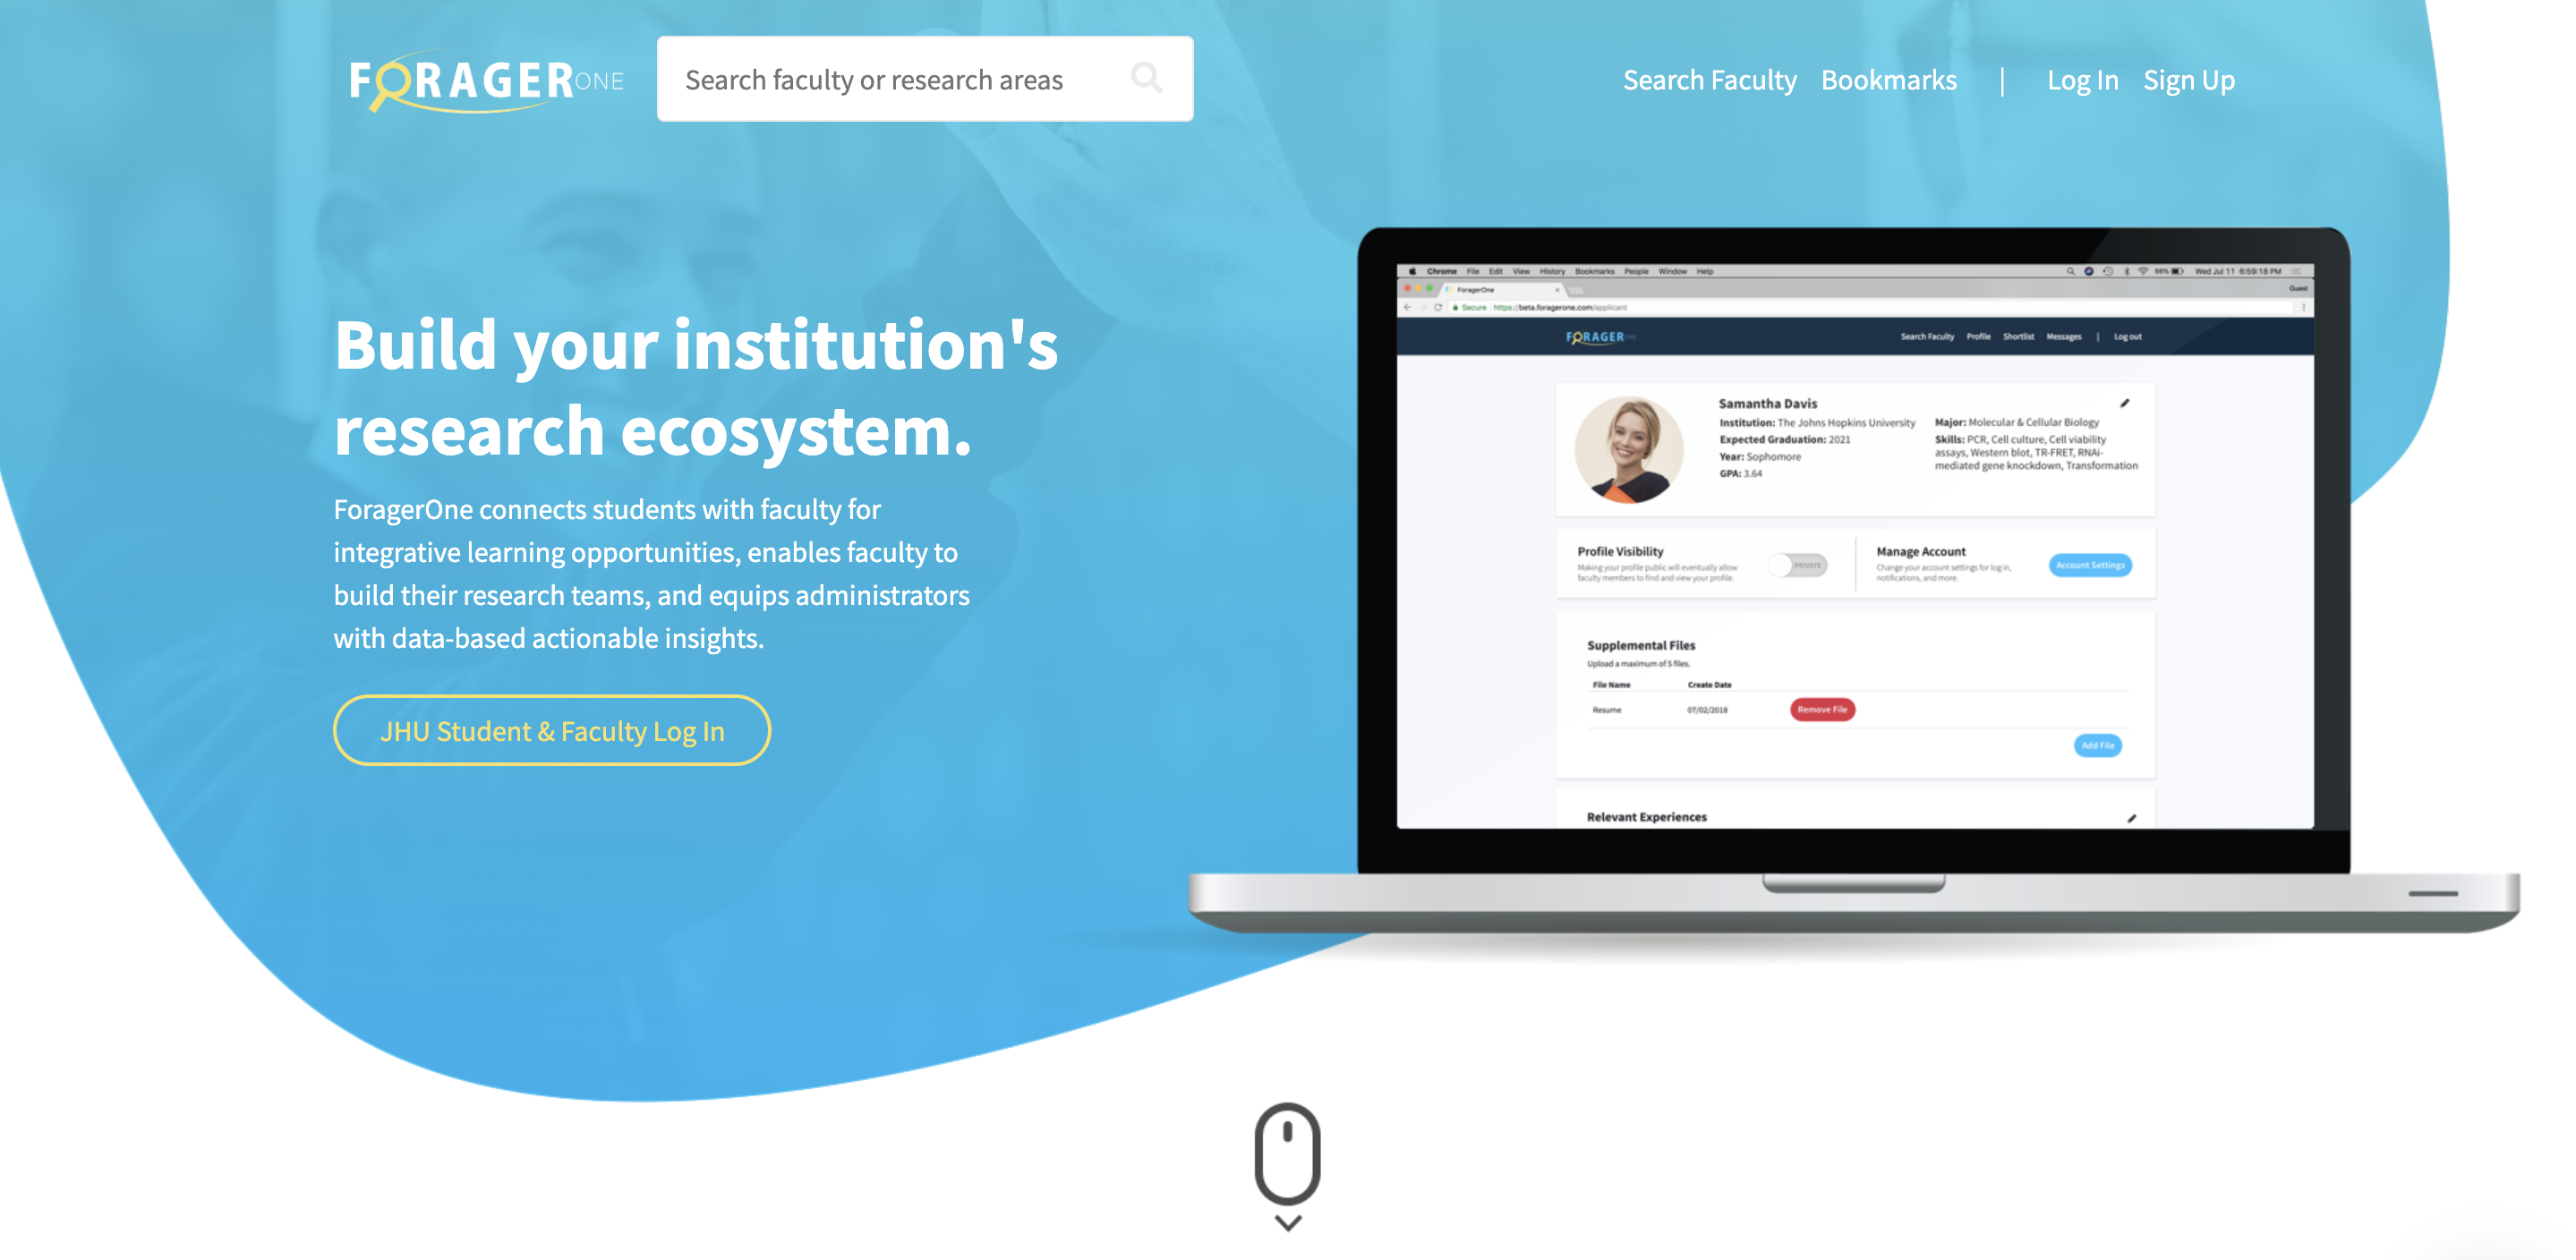 FORAGERONE
Search faculty or research areas
Search Faculty Bookmarks | Log In Sign Up
Build your institution's
research ecosystem.
ForagerOne connects students with faculty for
integrative learning opportunities, enables faculty to
build their research teams, and equips administrators
with data-based actionable insights.
JHU Student & Faculty Log In
Chrome File Edit View History Bookmarks People Window Help
66% Wed Jul 11 6:59:18 PM
ForagerOne
Guest
Secure https://beta.foragerone.com/applicant
FORAGERONE
Search Faculty Profile Shortlist Messages | Log out
Samantha Davis
Institution: The Johns Hopkins University
Expected Graduation: 2021
Year: Sophomore
GPA: 3.64
Major: Molecular & Cellular Biology
Skills: PCR, Cell culture, Cell viability
assays, Western blot, TR-FRET, RNAi-
mediated gene knockdown, Transformation
Profile Visibility
Making your profile public will eventually allow
faculty members to find and view your profile.
PRIVATE
Manage Account
Change your account settings for log in,
notifications, and more.
Account Settings
Supplemental Files
Upload a maximum of 5 files.
File Name Create Date
Resume 07/02/2018 Remove File
Add File
Relevant Experiences